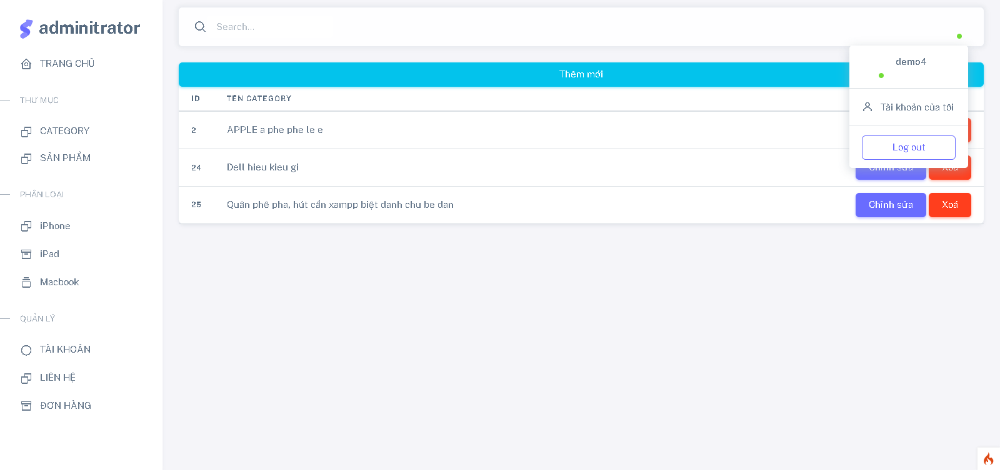 adminitrator
TRANG CHỦ
THƯ MỤC
CATEGORY
SẢN PHẨM
PHÂN LOẠI
iPhone
iPad
Macbook
QUẢN LÝ
TÀI KHOẢN
LIÊN HỆ
ĐƠN HÀNG
Search...
demo4
Tài khoản của tôi
Log out
Thêm mới
ID TÊN CATEGORY
2 APPLE a phe phe le e
24 Dell hieu kieu gi Chỉnh sửa Xoá
25 Quân phê pha, hút cần xampp biệt danh chu be dan Chỉnh sửa Xoá